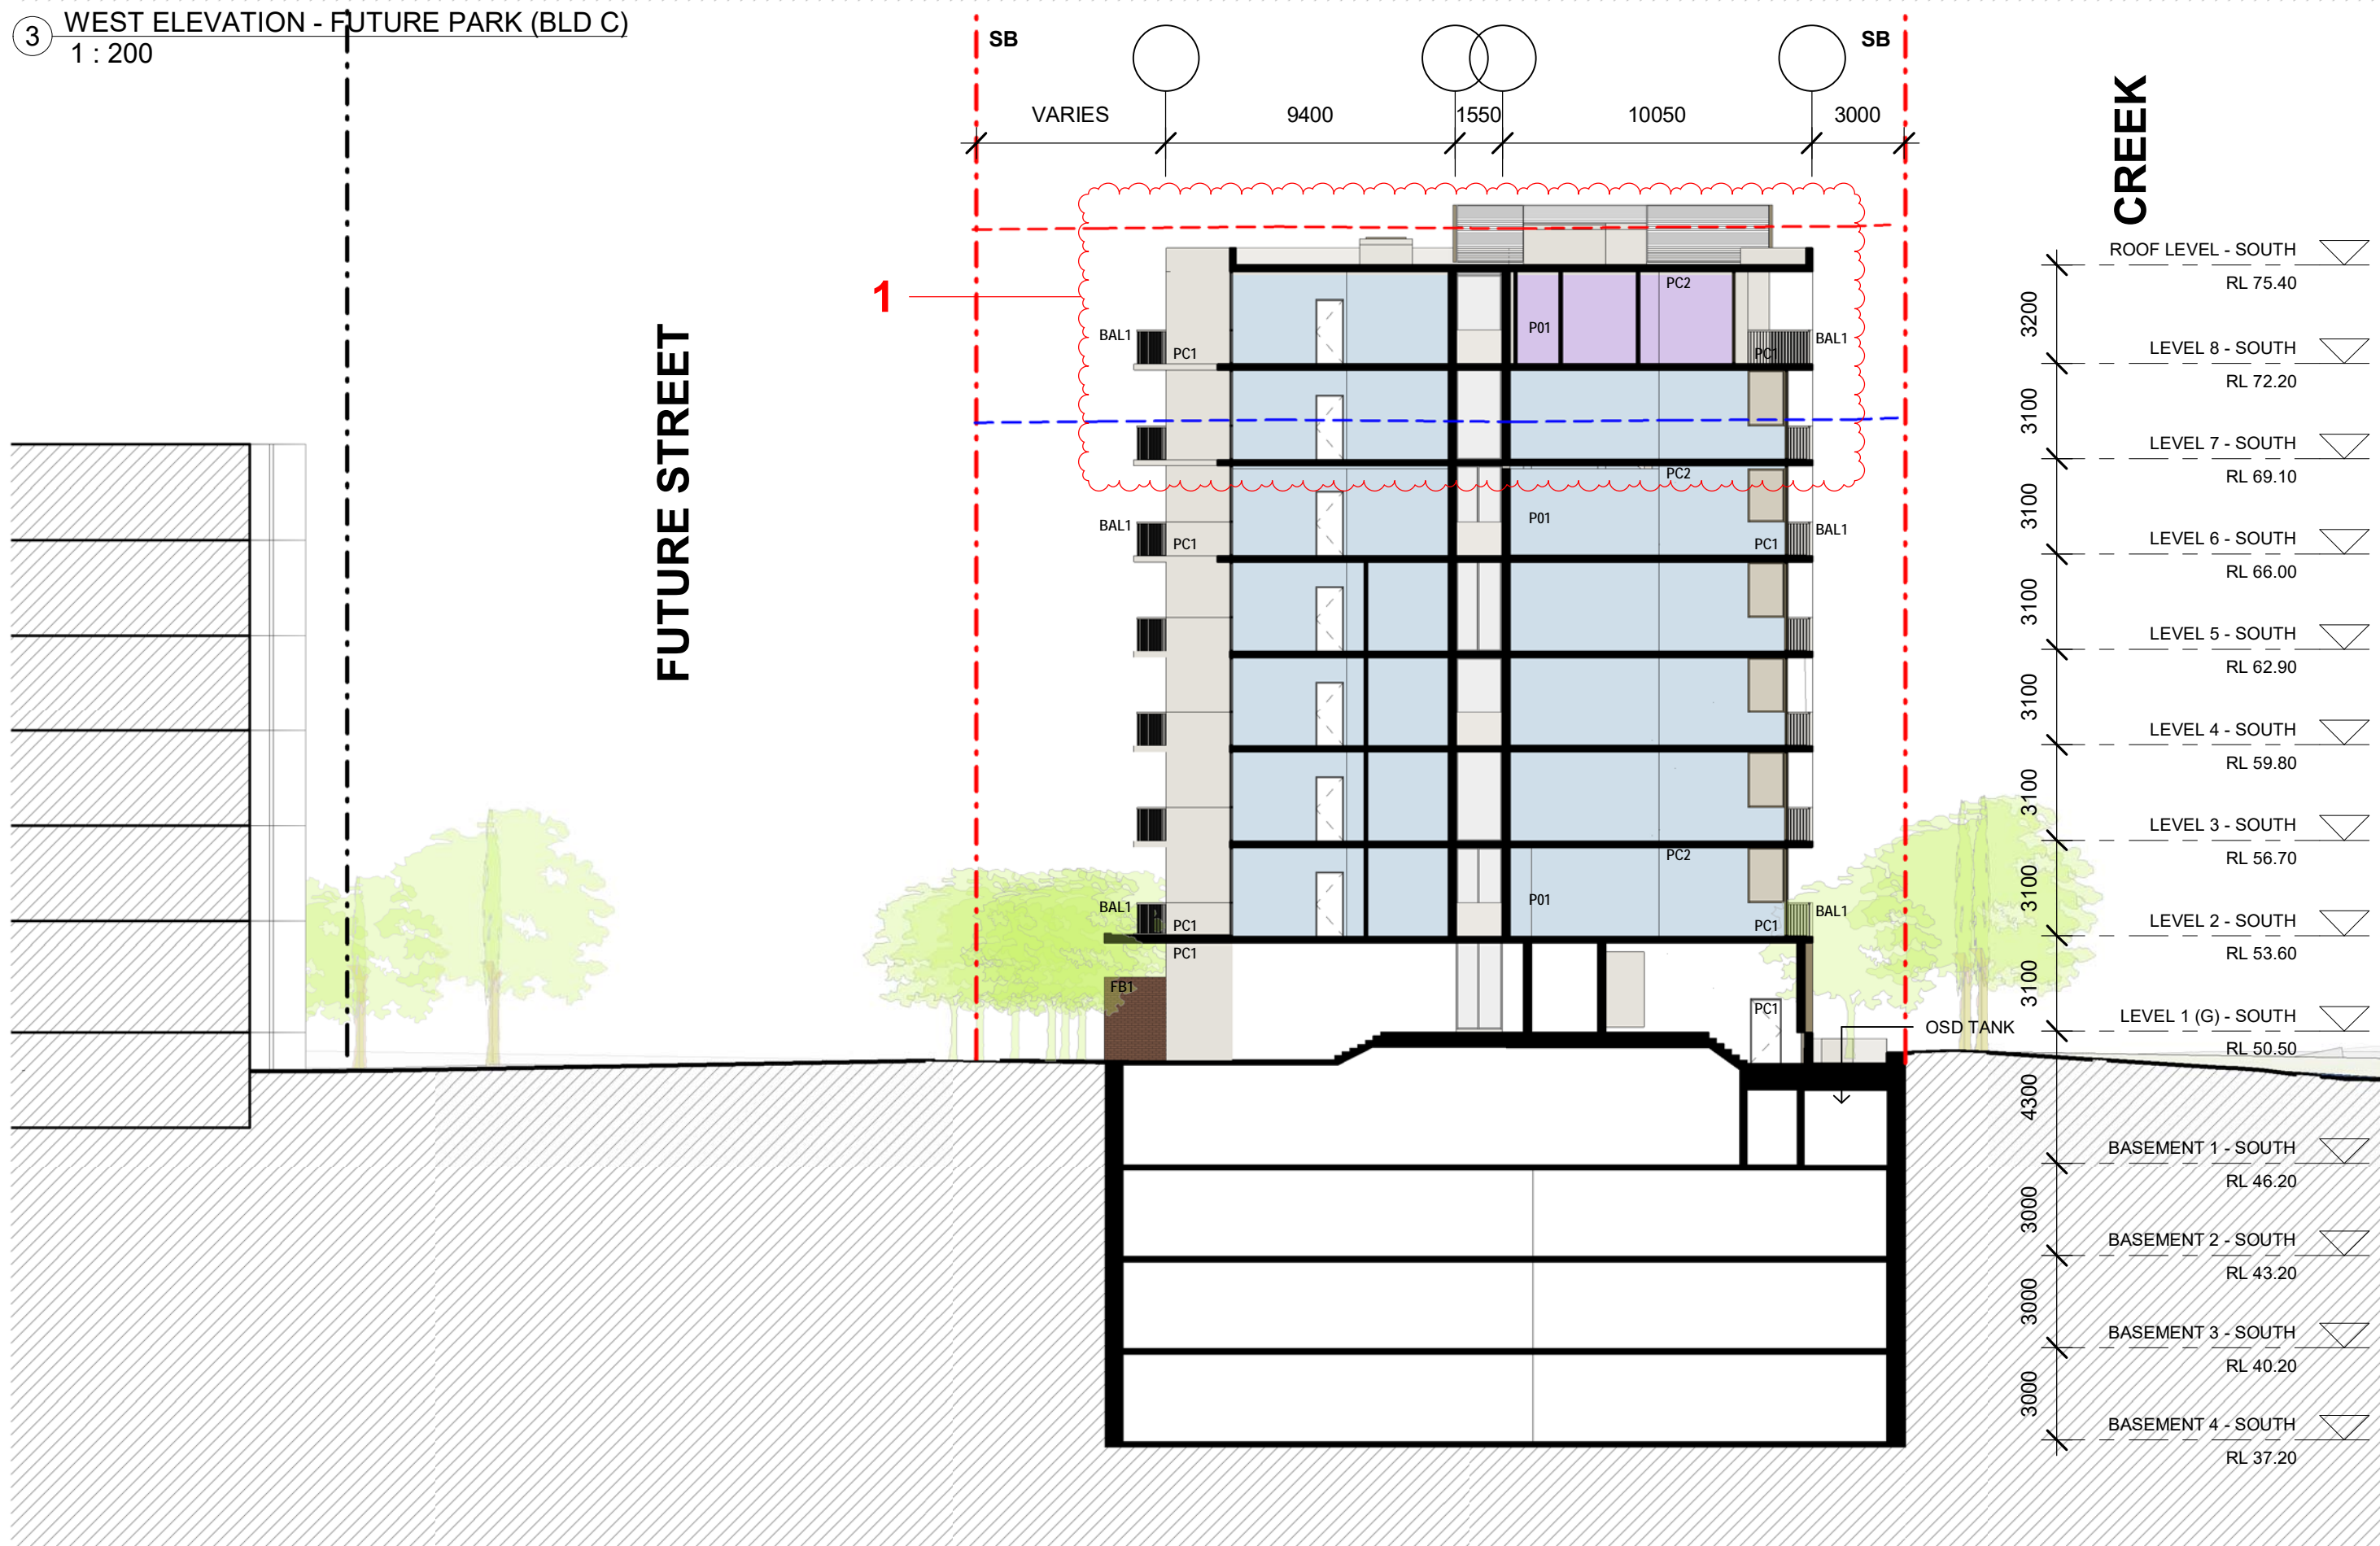 3 WEST ELEVATION - FUTURE PARK (BLD C)
1 : 200
SB
SB
VARIES
9400
1550
10050
3000
CREEK
FUTURE STREET
1
ROOF LEVEL - SOUTH
RL 75.40
3200
LEVEL 8 - SOUTH
RL 72.20
3100
LEVEL 7 - SOUTH
RL 69.10
3100
LEVEL 6 - SOUTH
RL 66.00
3100
LEVEL 5 - SOUTH
RL 62.90
3100
LEVEL 4 - SOUTH
RL 59.80
3100
LEVEL 3 - SOUTH
RL 56.70
3100
LEVEL 2 - SOUTH
RL 53.60
3100
LEVEL 1 (G) - SOUTH
RL 50.50
4300
BASEMENT 1 - SOUTH
RL 46.20
3000
BASEMENT 2 - SOUTH
RL 43.20
3000
BASEMENT 3 - SOUTH
RL 40.20
3000
BASEMENT 4 - SOUTH
RL 37.20
PC2
P01
BAL1
PC1
PC1
BAL1
PC2
P01
BAL1
PC1
PC1
BAL1
PC2
P01
BAL1
PC1
PC1
BAL1
PC1
FB1
PC1
OSD TANK